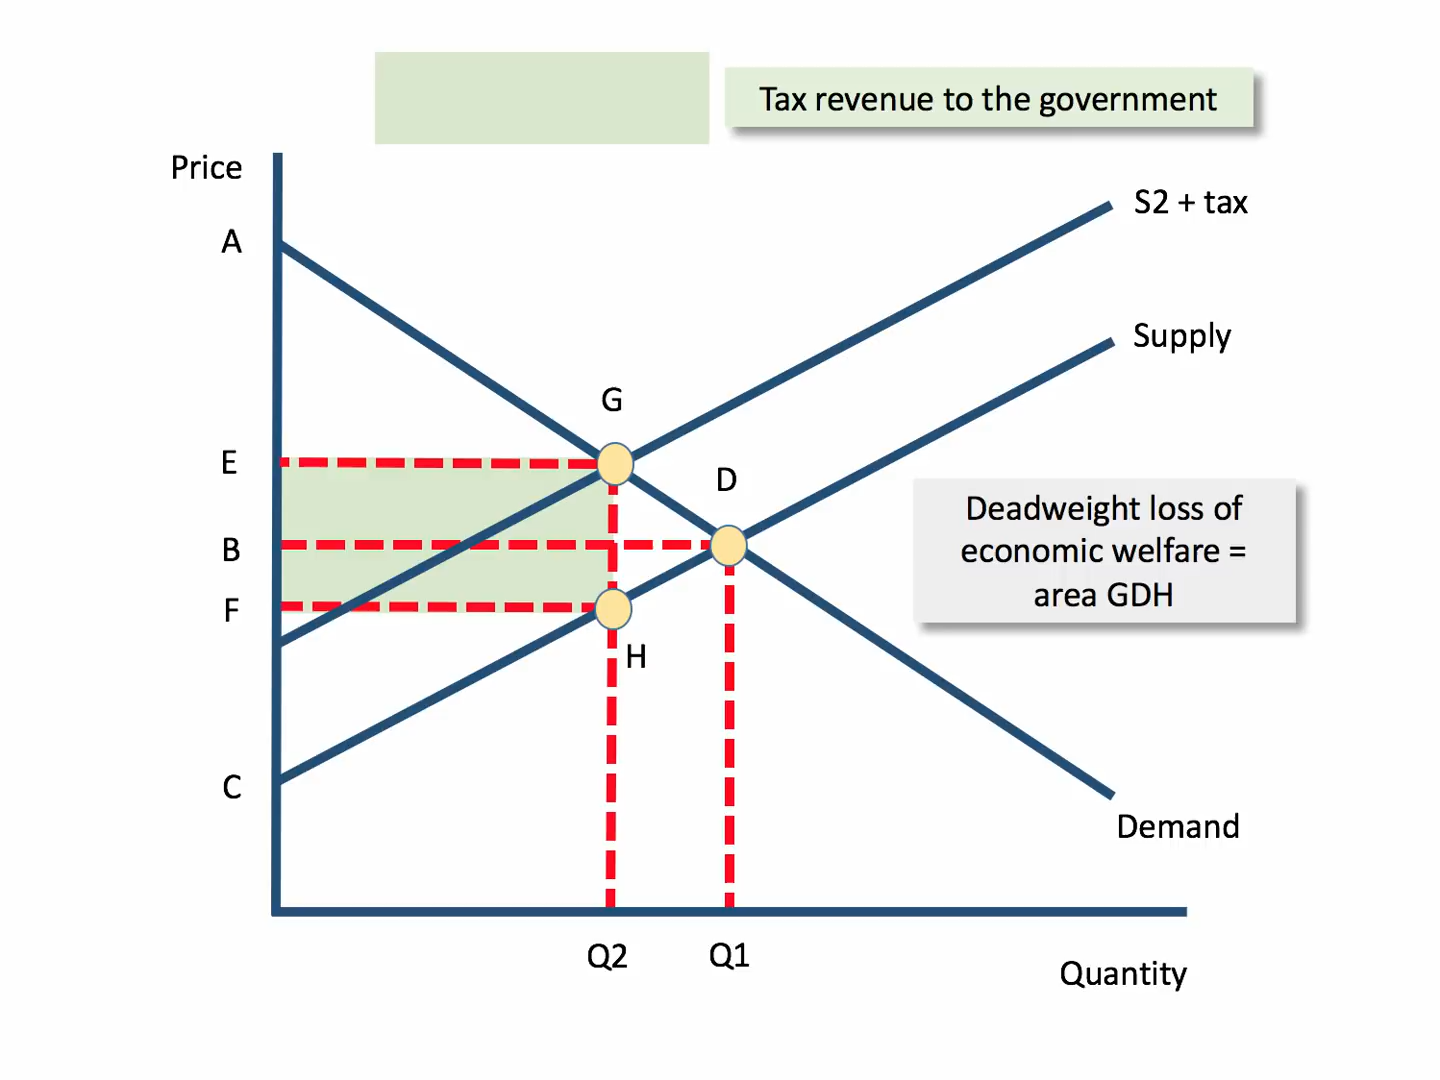 Tax revenue to the government
Price
S2 + tax
A
Supply
G
E
D
Deadweight loss of
economic welfare =
area GDH
B
F
H
C
Demand
Q2
Q1
Quantity